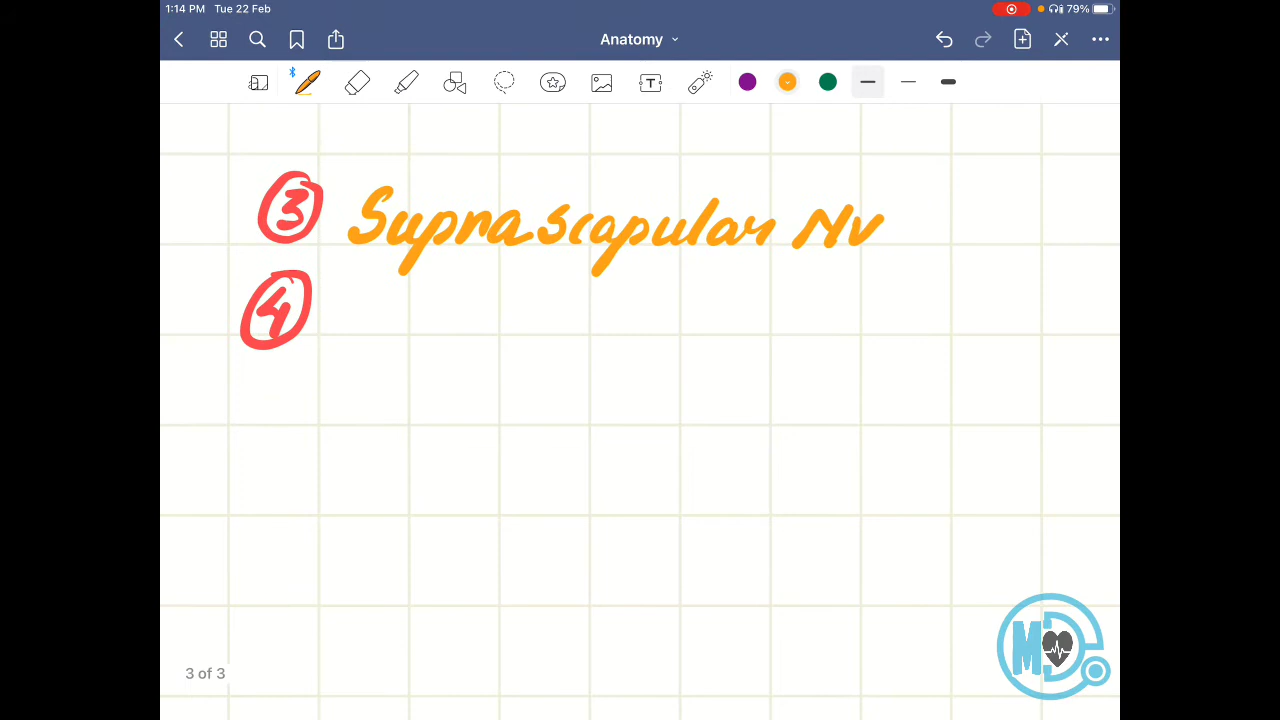 1:14 PM Tue 22 Feb
79%
Anatomy
T
3 Suprascapular Nv
4
3 of 3
M